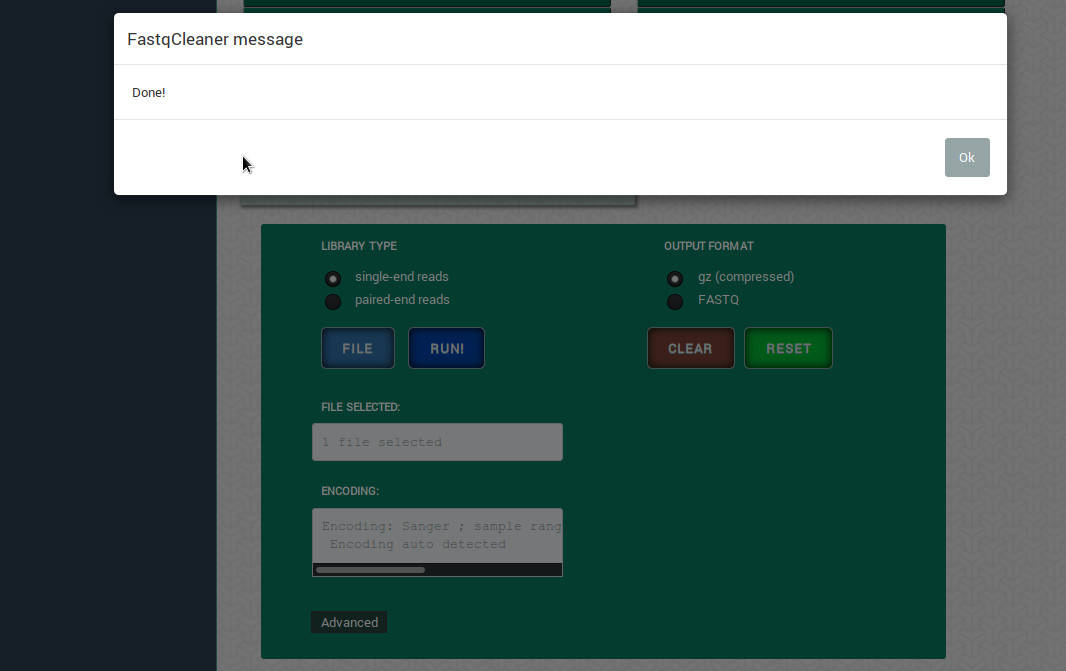 FastqCleaner message
Done!
Ok
LIBRARY TYPE
single-end reads
paired-end reads
OUTPUT FORMAT
gz (compressed)
FASTQ
FILE
RUN!
CLEAR
RESET
FILE SELECTED:
1 file selected
ENCODING:
Encoding: Sanger ; sample rang
Encoding auto detected
Advanced